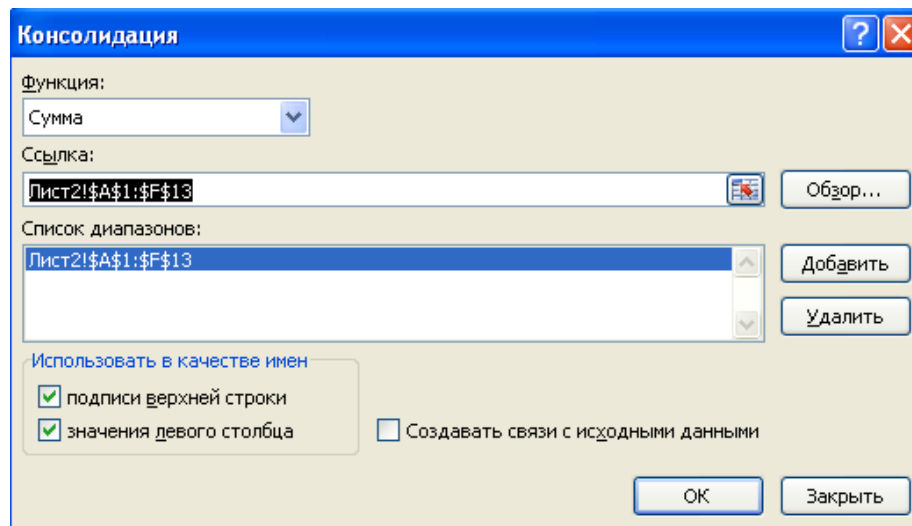 Консолидация
Функция:
Сумма
Ссылка:
Лист2!$A$1:$F$13
Обзор...
Список диапазонов:
Лист2!$A$1:$F$13
Добавить
Удалить
Использовать в качестве имен
подписи верхней строки
значения левого столбца
Создавать связи с исходными данными
ОК
Закрыть